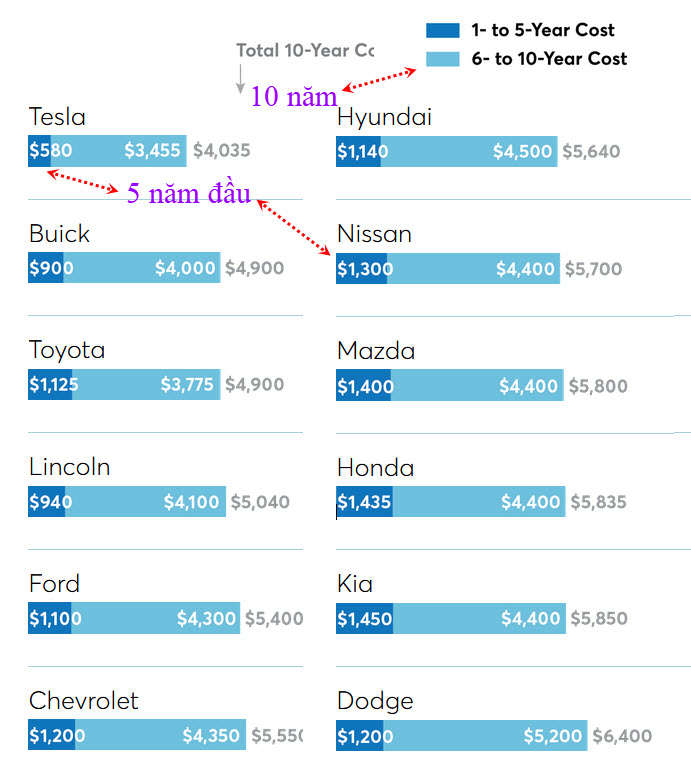 1- to 5-Year Cost
Total 10-Year Co
6- to 10-Year Cost
10 năm
Tesla
$580 $3,455 $4,035
Hyundai
$1,140 $4,500 $5,640
5 năm đầu
Buick
$900 $4,000 $4,900
Nissan
$1,300 $4,400 $5,700
Toyota
$1,125 $3,775 $4,900
Mazda
$1,400 $4,400 $5,800
Lincoln
$940 $4,100 $5,040
Honda
$1,435 $4,400 $5,835
Ford
$1,100 $4,300 $5,400
Kia
$1,450 $4,400 $5,850
Chevrolet
$1,200 $4,350 $5,550
Dodge
$1,200 $5,200 $6,400